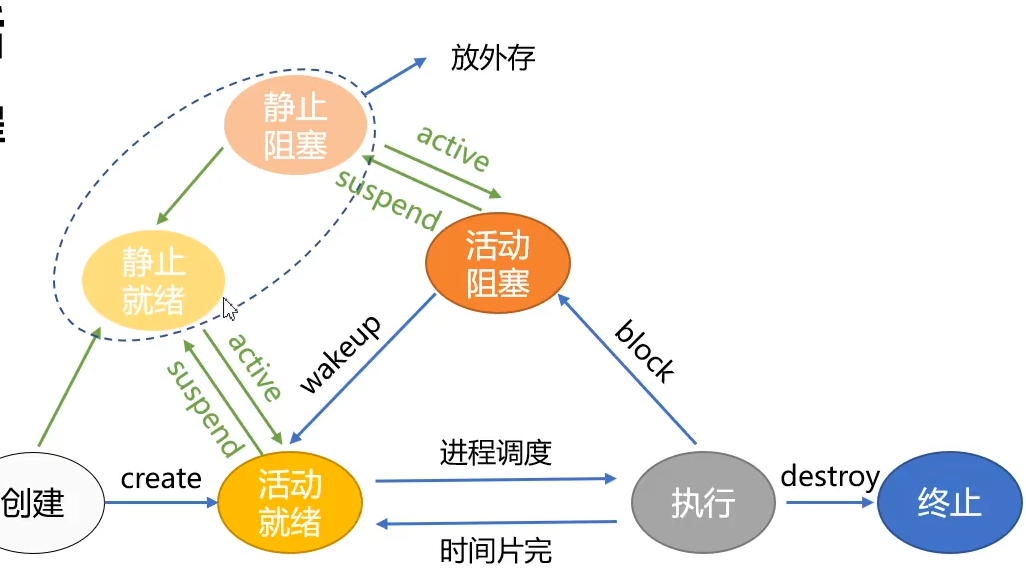 放外存
静止
阻塞
active
suspend
活动
阻塞
静止
就绪
wakeup
block
active
suspend
创建
create
活动
就绪
进程调度
时间片完
执行
destroy
终止